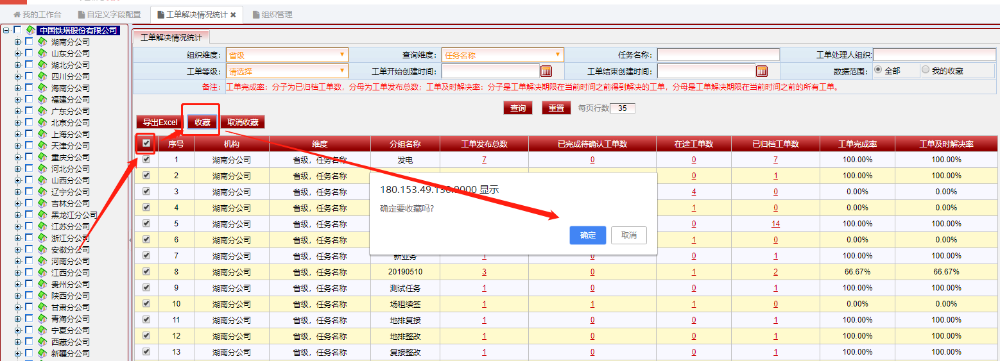 我的工作台 自定义字段配置 工单解决情况统计 组织管理
中国铁塔股份有限公司
湖南分公司
山东分公司
湖北分公司
四川分公司
海南分公司
福建分公司
广东分公司
北京分公司
上海分公司
天津分公司
重庆分公司
河北分公司
山西分公司
辽宁分公司
吉林分公司
黑龙江分公司
江苏分公司
浙江分公司
安徽分公司
河南分公司
江西分公司
贵州分公司
陕西分公司
甘肃分公司
青海分公司
宁夏分公司
西藏分公司
新疆分公司
工单解决情况统计
组织维度： 省级 查询维度： 任务名称 任务名称： 工单处理人组织：
工单等级： 请选择 工单开始创建时间： 工单结束创建时间： 数据范围： 全部 我的收藏
备注： 工单完成率：分子为已归档工单数，分母为工单发布总数；工单及时解决率：分子是工单解决期限在当前时间之前得到解决的工单，分母是工单解决期限在当前时间之前的所有工单。
查询 重置 每页行数 35
导出Excel 收藏 取消收藏
序号 机构 维度 分组名称 工单发布总数 已完成待确认工单数 在途工单数 已归档工单数 工单完成率 工单及时解决率
1 湖南分公司 省级，任务名称 发电 7 0 0 7 100.00% 100.00%
2 湖南分公司 省级，任务名称 0 1 100.00% 100.00%
3 湖南分公司 省级，任务名称 4 0 0.00% 0.00%
4 湖南分公司 省级，任务名称 1 0 0.00% 0.00%
5 湖南分公司 省级，任务名称 0 14 100.00% 100.00%
6 湖南分公司 省级，任务名称 1 0 0.00% 0.00%
7 湖南分公司 省级，任务名称 新业务 1 0 0 1 100.00% 100.00%
8 湖南分公司 省级，任务名称 20190510 3 0 1 2 66.67% 66.67%
9 湖南分公司 省级，任务名称 测试任务 1 0 0 1 100.00% 100.00%
10 湖南分公司 省级，任务名称 场租续签 1 1 1 0 0.00% 0.00%
11 湖南分公司 省级，任务名称 地排复接 1 0 0 1 100.00% 100.00%
12 湖南分公司 省级，任务名称 地排整改 1 0 0 1 100.00% 100.00%
13 湖南分公司 省级，任务名称 复接整改 1 0 0 1 100.00% 100.00%
180.153.49.130:9000 显示
确定要收藏吗?
确定 取消